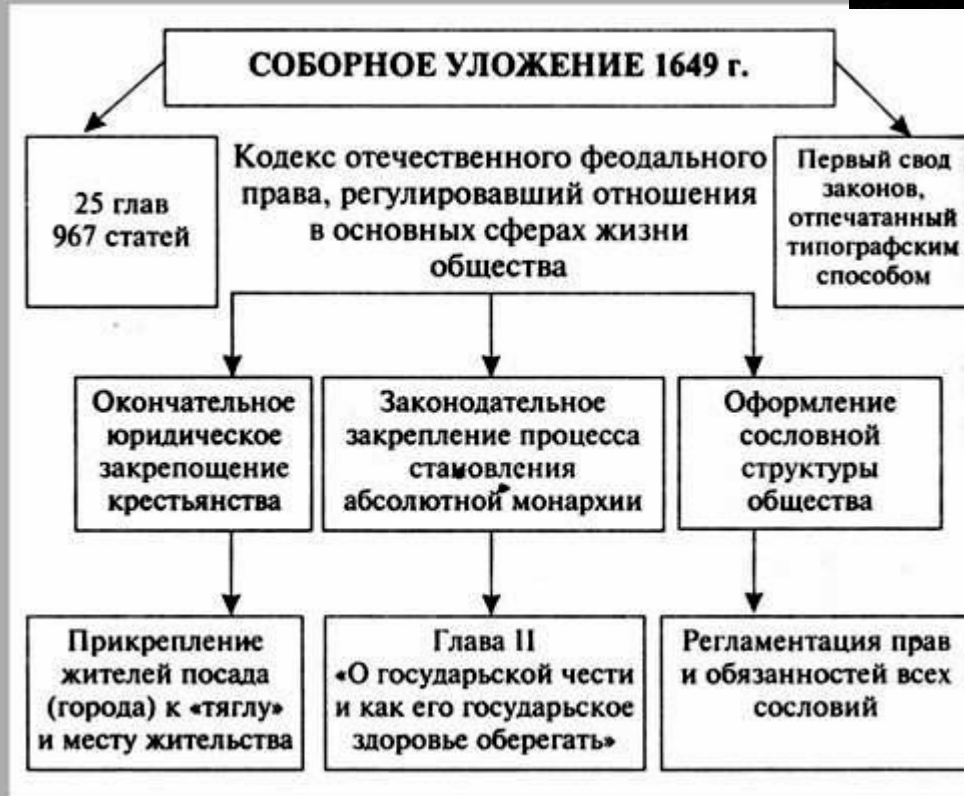 СОБОРНОЕ УЛОЖЕНИЕ 1649 г.
25 глав
967 статей
Кодекс отечественного феодального
права, регулировавший отношения
в основных сферах жизни
общества
Первый свод
законов,
отпечатанный
типографским
способом
Окончательное
юридическое
закрепощение
крестьянства
Законодательное
закрепление процесса
становления
абсолютной монархии
Оформление
сословной
структуры
общества
Прикрепление
жителей посада
(города) к «тяглу»
и месту жительства
Глава II
«О государьской чести
и как его государьское
здоровье оберегать»
Регламентация прав
и обязанностей всех
сословий